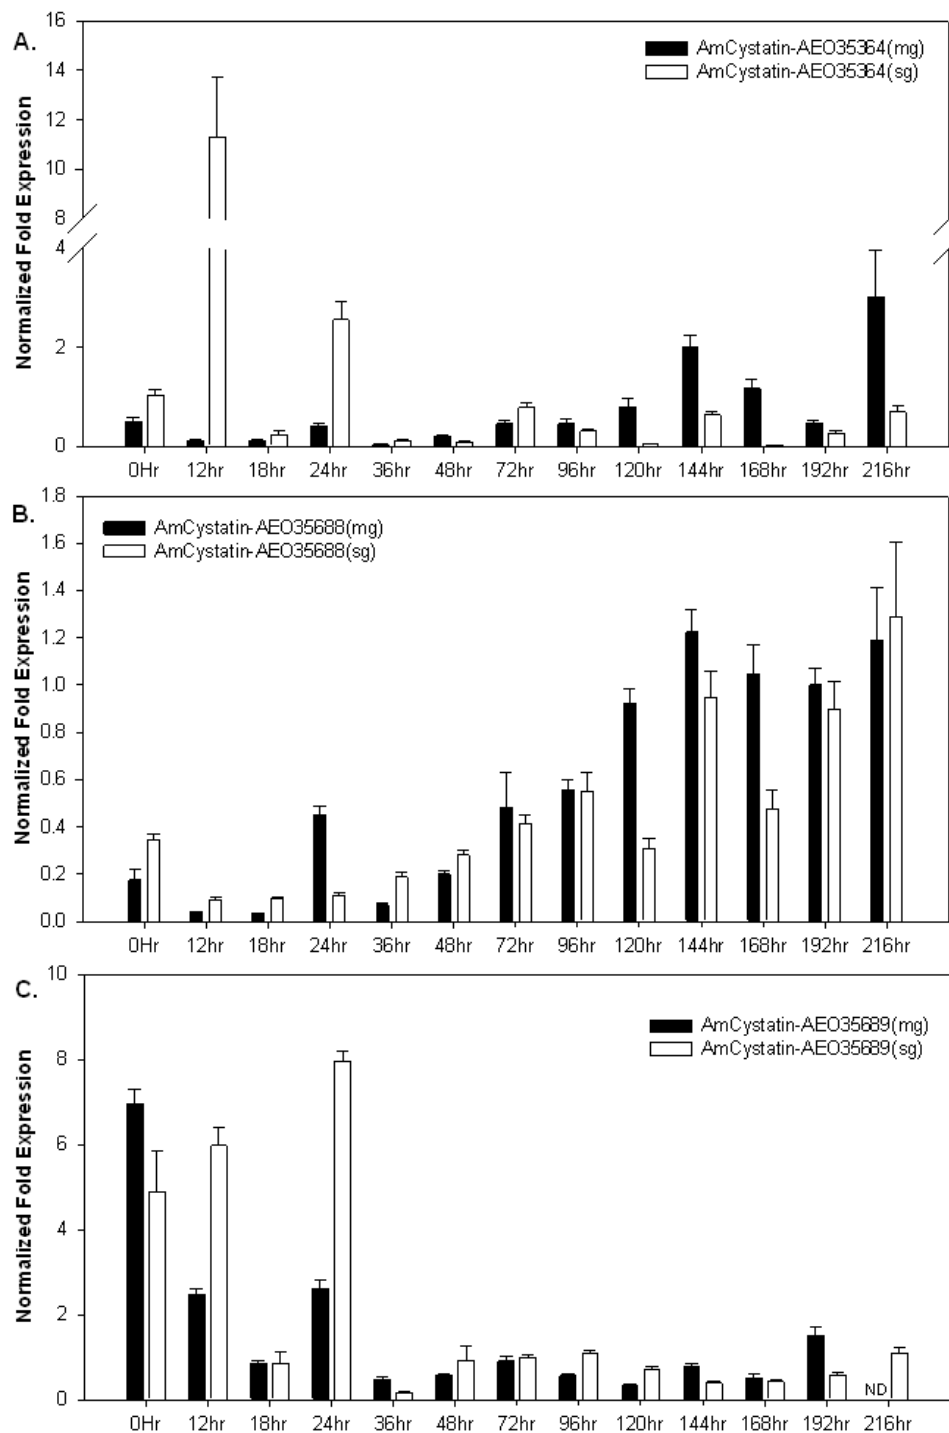 A.
Normalized Fold Expression
16
14
12
10
8
4
2
0
AmCystatin-AEO35364(mg)
AmCystatin-AEO35364(sg)
0Hr 12hr 18hr 24hr 36hr 48hr 72hr 96hr 120hr 144hr 168hr 192hr 216hr
B.
Normalized Fold Expression
1.8
1.6
1.4
1.2
1.0
0.8
0.6
0.4
0.2
0.0
AmCystatin-AEO35688(mg)
AmCystatin-AEO35688(sg)
0Hr 12hr 18hr 24hr 36hr 48hr 72hr 96hr 120hr 144hr 168hr 192hr 216hr
C.
Normalized Fold Expression
10
8
6
4
2
0
AmCystatin-AEO35689(mg)
AmCystatin-AEO35689(sg)
ND
0Hr 12hr 18hr 24hr 36hr 48hr 72hr 96hr 120hr 144hr 168hr 192hr 216hr